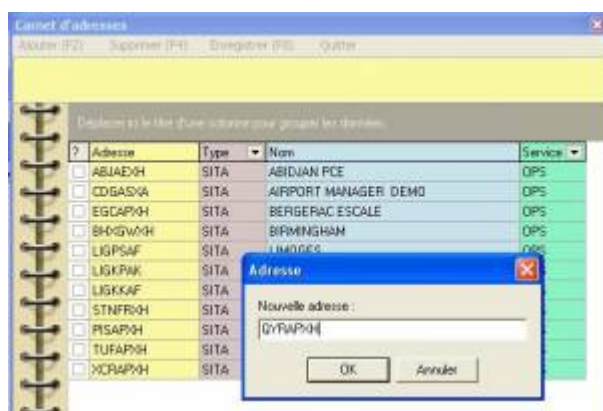 Carnet d'adresses
Ajouter (F2) Supprimer (F4) Enregistrer (F8) Quitter
Déplacer ici le titre d'une colonne pour grouper les données.
? Adresse Type Nom Service
ABJAEXH SITA ABIDJAN PCE OPS
CDGASXA SITA AIRPORT MANAGER DEMO OPS
EGCAPXH SITA BERGERAC ESCALE OPS
BHXGWXH SITA BIRMINGHAM OPS
LIGPSAF SITA LIMOGES OPS
LIGKPAK SITA
LIGKKAF SITA
STNFRXH SITA
PISAPXH SITA
TUFAPXH SITA
XCRAPXH SITA
Adresse
Nouvelle adresse :
QYRAPXH
OK Annuler